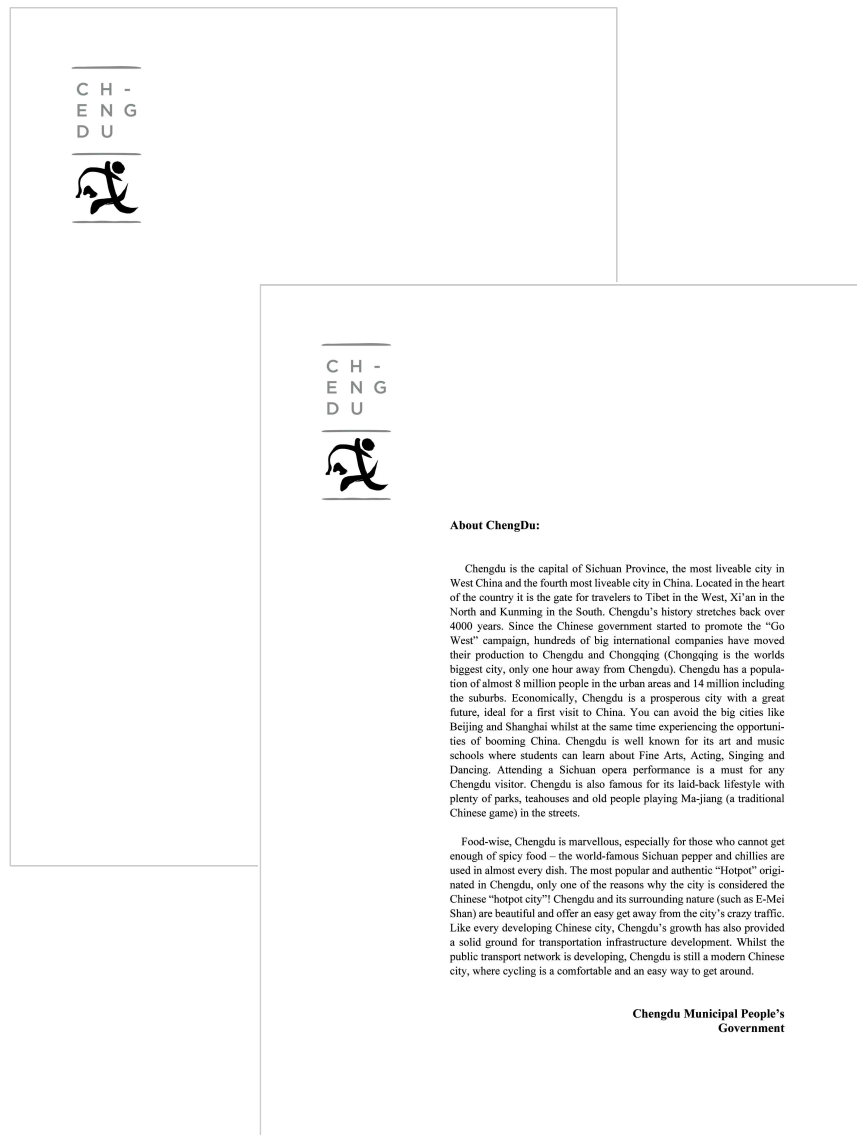 CH-
ENG
DU
CH-
ENG
DU
About ChengDu:
Chengdu is the capital of Sichuan Province, the most liveable city in
West China and the fourth most liveable city in China. Located in the heart
of the country it is the gate for travelers to Tibet in the West, Xi’an in the
North and Kunming in the South. Chengdu’s history stretches back over
4000 years. Since the Chinese government started to promote the “Go
West” campaign, hundreds of big international companies have moved
their production to Chengdu and Chongqing (Chongqing is the worlds
biggest city, only one hour away from Chengdu). Chengdu has a popula-
tion of almost 8 million people in the urban areas and 14 million including
the suburbs. Economically, Chengdu is a prosperous city with a great
future, ideal for a first visit to China. You can avoid the big cities like
Beijing and Shanghai whilst at the same time experiencing the opportuni-
ties of booming China. Chengdu is well known for its art and music
schools where students can learn about Fine Arts, Acting, Singing and
Dancing. Attending a Sichuan opera performance is a must for any
Chengdu visitor. Chengdu is also famous for its laid-back lifestyle with
plenty of parks, teahouses and old people playing Ma-jiang (a traditional
Chinese game) in the streets.
Food-wise, Chengdu is marvellous, especially for those who cannot get
enough of spicy food – the world-famous Sichuan pepper and chillies are
used in almost every dish. The most popular and authentic “Hotpot” origi-
nated in Chengdu, only one of the reasons why the city is considered the
Chinese “hotpot city”! Chengdu and its surrounding nature (such as E-Mei
Shan) are beautiful and offer an easy get away from the city’s crazy traffic.
Like every developing Chinese city, Chengdu’s growth has also provided
a solid ground for transportation infrastructure development. Whilst the
public transport network is developing, Chengdu is still a modern Chinese
city, where cycling is a comfortable and an easy way to get around.
Chengdu Municipal People’s
Government